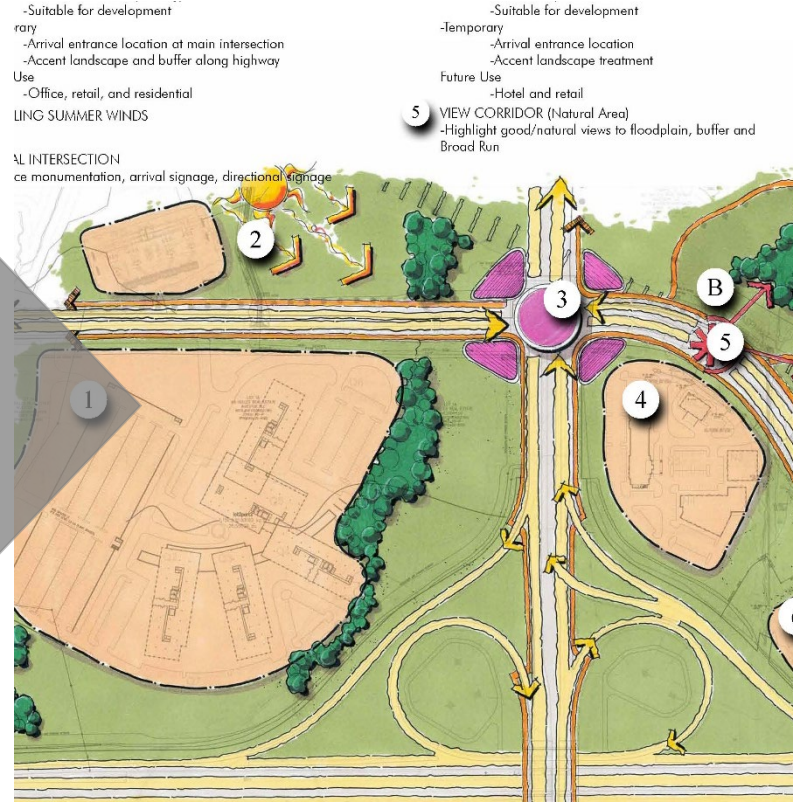 -Suitable for development
rary
-Arrival entrance location at main intersection
-Accent landscape and buffer along highway
Use
-Office, retail, and residential
LING SUMMER WINDS
AL INTERSECTION
ce monumentation, arrival signage, directional signage
-Suitable for development
-Temporary
-Arrival entrance location
-Accent landscape treatment
Future Use
-Hotel and retail
5 VIEW CORRIDOR (Natural Area)
-Highlight good/natural views to floodplain, buffer and
Broad Run
2
3
B
5
1
4